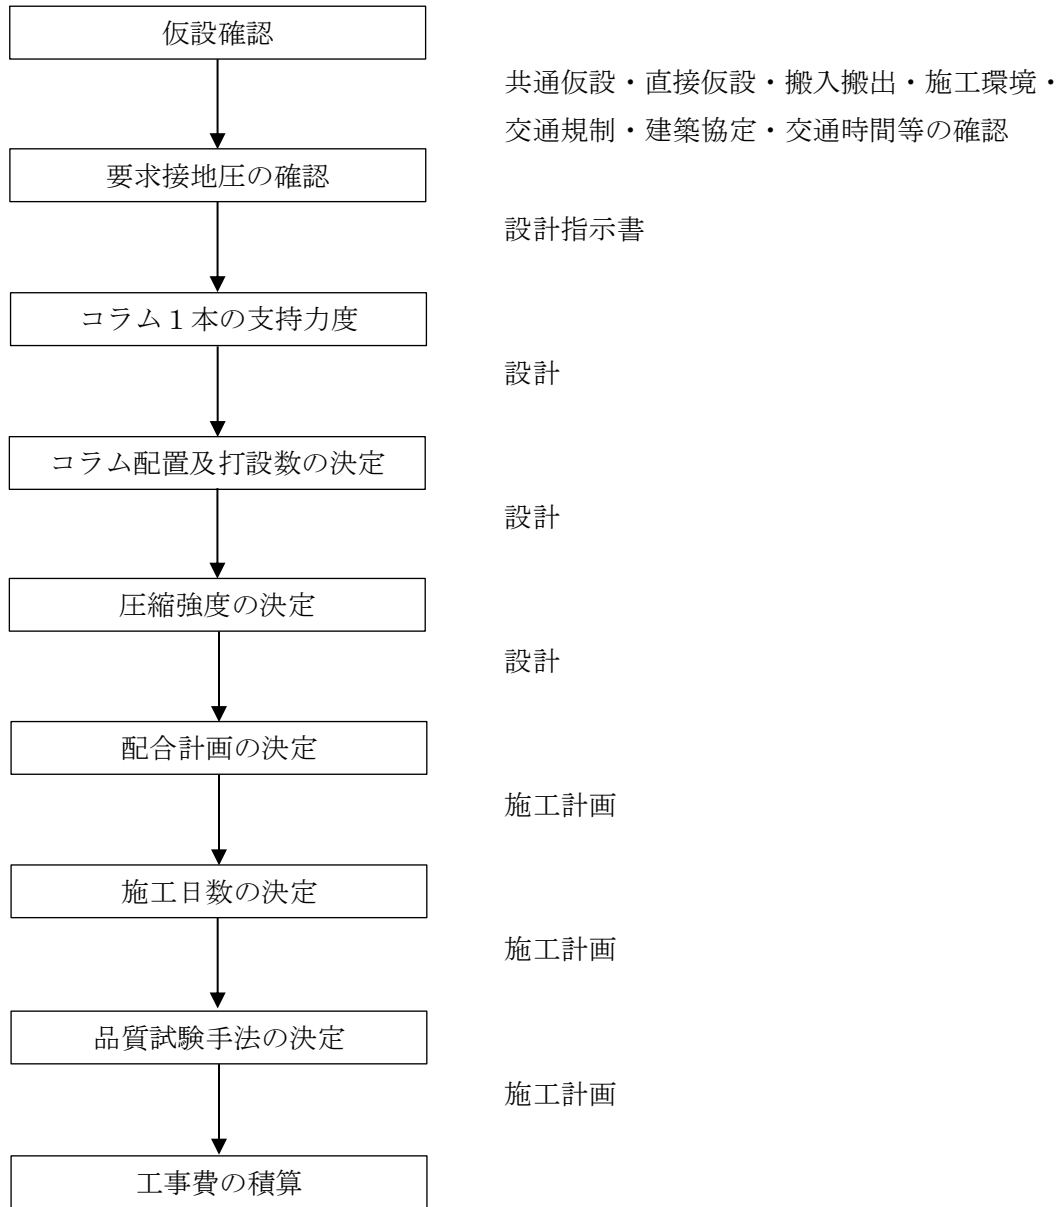 仮設確認
共通仮設・直接仮設・搬入搬出・施工環境・
交通規制・建築協定・交通時間等の確認
要求接地圧の確認
設計指示書
コラム１本の支持力度
設計
コラム配置及打設数の決定
設計
圧縮強度の決定
設計
配合計画の決定
施工計画
施工日数の決定
施工計画
品質試験手法の決定
施工計画
工事費の積算